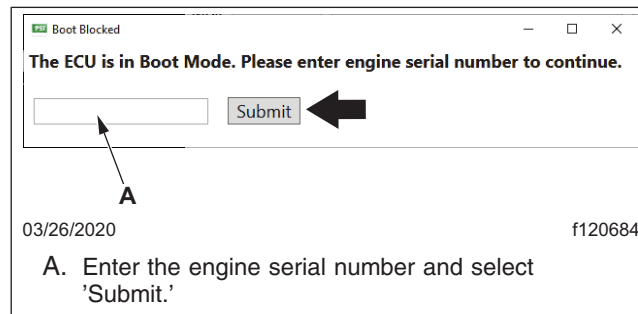 PSI Boot Blocked
The ECU is in Boot Mode. Please enter engine serial number to continue.
Submit
A
03/26/2020 f120684
A. Enter the engine serial number and select
’Submit.’